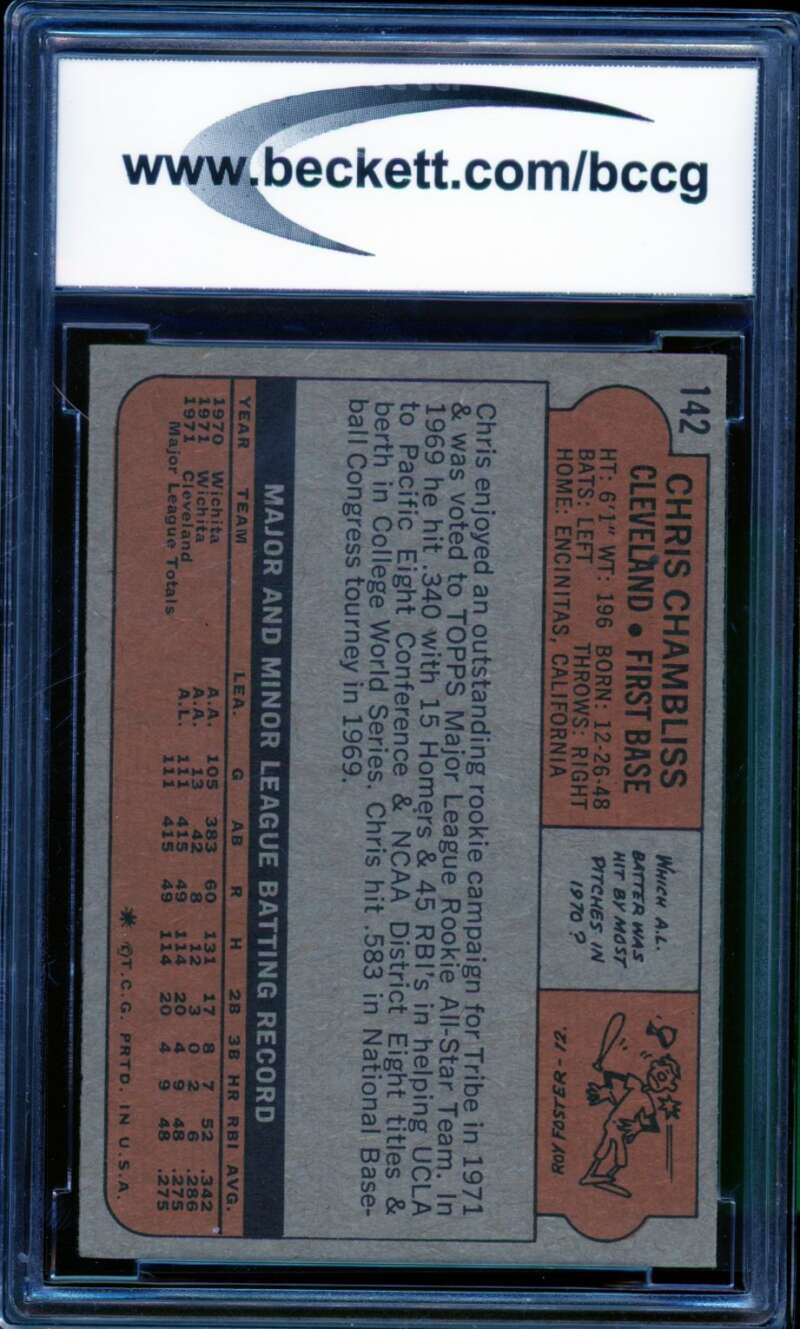 www.beckett.com/bccg
142
CHRIS CHAMBLISS
CLEVELAND • FIRST BASE
HT: 6'1" WT: 196 BORN: 12-26-48
BATS: LEFT THROWS: RIGHT
HOME: ENCINITAS, CALIFORNIA
WHICH A.L.
BATTER WAS
HIT BY MOST
PITCHES IN
1970?
ROY FOSTER - 12.
Chris enjoyed an outstanding rookie campaign for Tribe in 1971
& was voted to TOPPS Major League Rookie All-Star Team. In
1969 he hit .340 with 15 Homers & 45 RBI's in helping UCLA
to Pacific Eight Conference & NCAA District Eight titles &
berth in College World Series. Chris hit .583 in National Base-
ball Congress tourney in 1969.
MAJOR AND MINOR LEAGUE BATTING RECORD
YEAR TEAM LEA. G AB R H 2B 3B HR RBI AVG.
1970 Wichita A.A. 105 383 60 131 17 8 7 52 .342
1971 Wichita A.A. 13 42 8 12 3 0 2 6 .286
1971 Cleveland A.L. 111 415 49 114 20 4 9 48 .275
Major League Totals 111 415 49 114 20 4 9 48 .275
* ©T.C.G. PRTD. IN U.S.A.